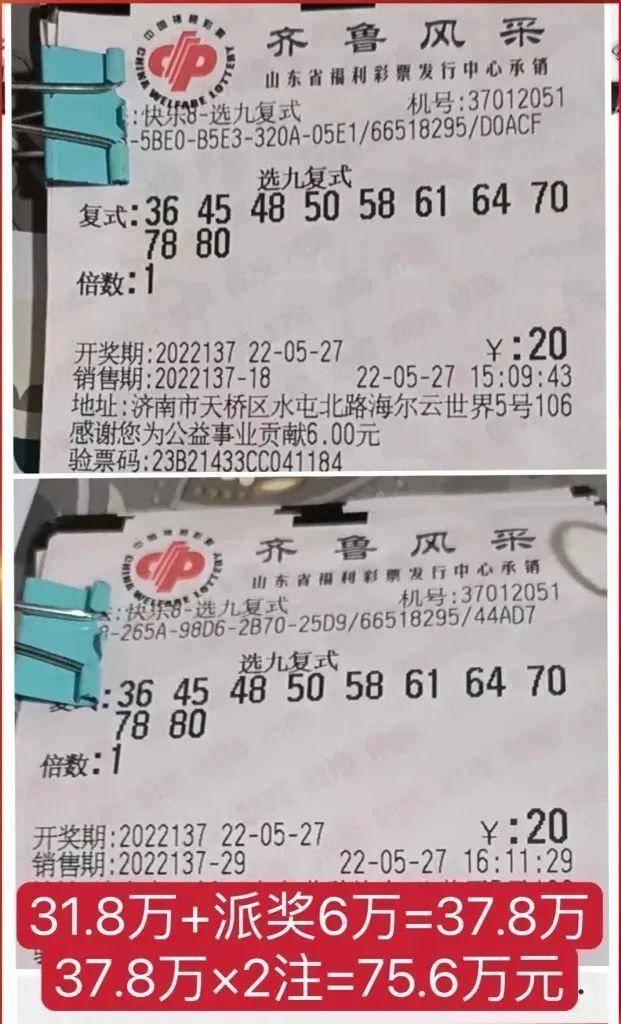 中国福利彩票
CHINA WELFARE LOTTERY
齐鲁风采
山东省福利彩票发行中心承销
:快乐8-选九复式 机号:37012051
-5BE0-B5E3-320A-05E1/66518295/D0ACF
选九复式
复式:36 45 48 50 58 61 64 70
78 80
倍数:1
开奖期:2022137 22-05-27 ¥:20
销售期:2022137-18 22-05-27 15:09:43
地址:济南市天桥区水屯北路海尔云世界5号106
感谢您为公益事业贡献6.00元
验票码:23B21433CC041184
中国福利彩票
CHINA WELFARE LOTTERY
齐鲁风采
山东省福利彩票发行中心承销
:快乐8-选九复式 机号:37012051
-265A-98D6-2B70-25D9/66518295/44AD7
选九复式
:36 45 48 50 58 61 64 70
78 80
倍数:1
开奖期:2022137 22-05-27 ¥:20
销售期:2022137-29 22-05-27 16:11:29
31.8万+派奖6万=37.8万
37.8万×2注=75.6万元.